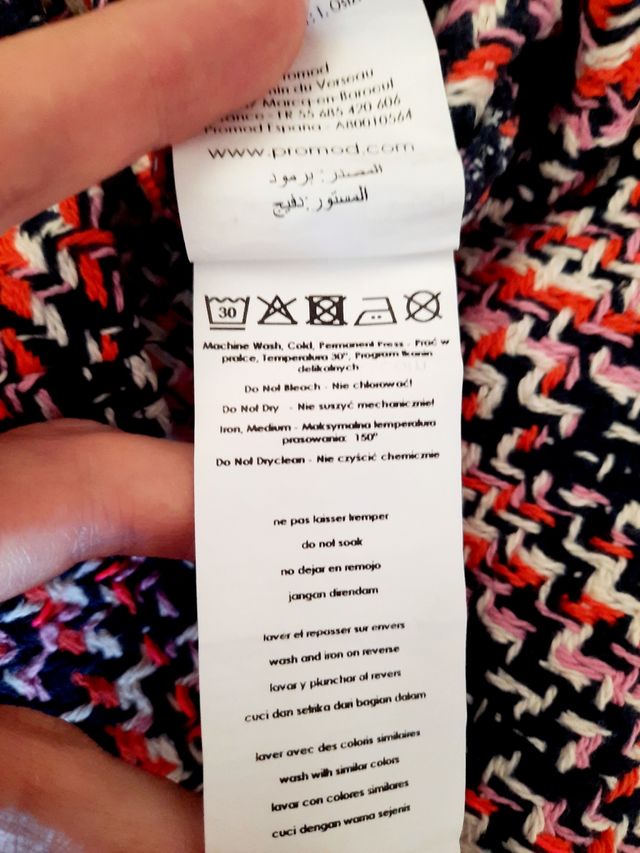 Promod
du Verseau
Marcq-en-Baroeul
France - FR 55 685 420 606
Promod Espana - A80010564
www.promod.com
المصدر : برمود
المستور : دفيج
30
Machine Wash, Cold, Permanent Press - Prać w
pralce, Temperatura 30°, Program tkanin
delikatnych
Do Not Bleach - Nie chlorować!
Do Not Dry - Nie suszyć mechanicznie!
Iron, Medium - Maksymalna temperatura
prasowania: 150°
Do Not Dryclean - Nie czyścić chemicznie
ne pas laisser tremper
do not soak
no dejar en remojo
jangan direndam
laver et repasser sur envers
wash and iron on reverse
lavar y planchar al revers
cuci dan setrika dari bagian dalam
laver avec des coloris similaires
wash with similar colors
lavar con colores similares
cuci dengan warna sejenis